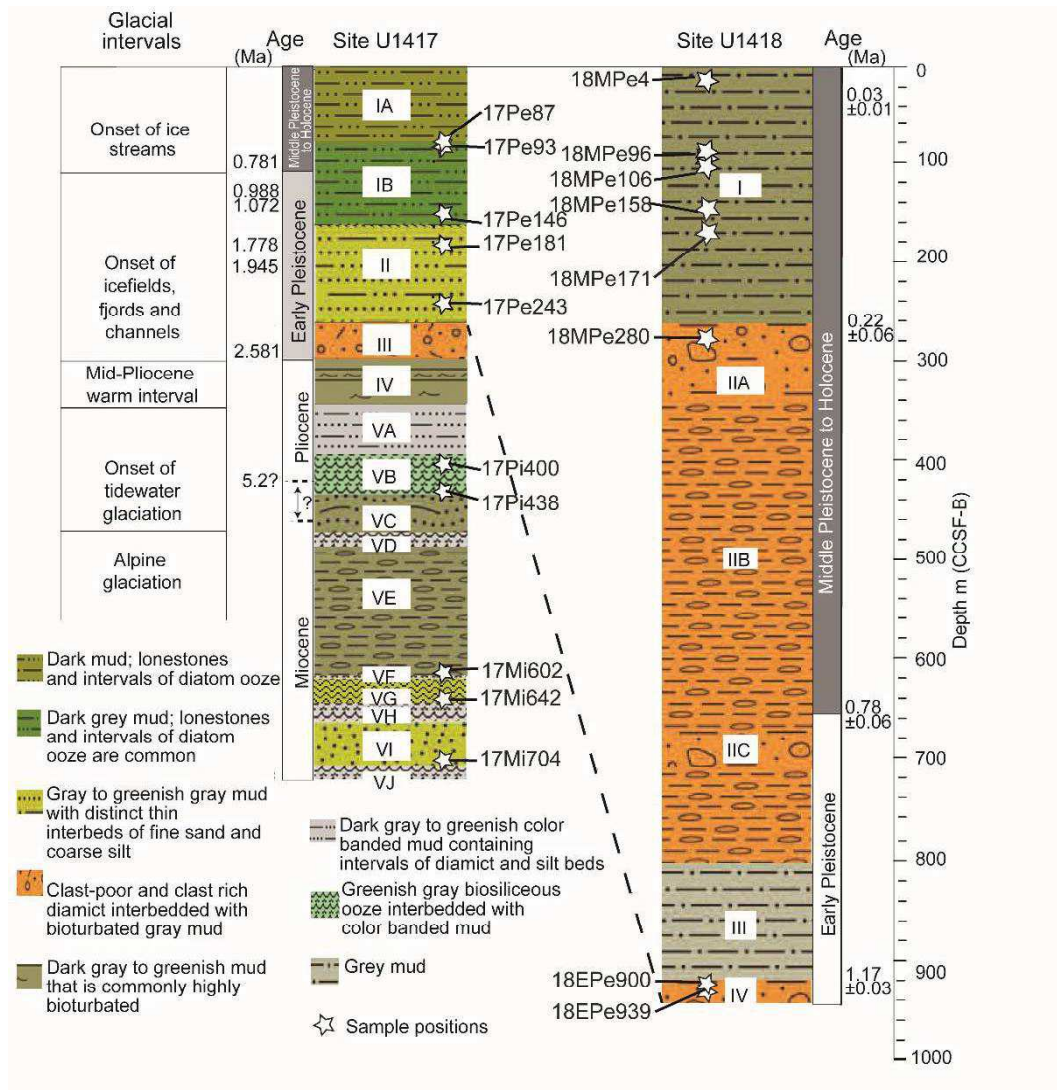 Glacial
intervals
Age
(Ma)
Site U1417
Site U1418
Age
(Ma)
Onset of ice
streams
Onset of
icefields,
fjords and
channels
Mid-Pliocene
warm interval
Onset of
tidewater
glaciation
Alpine
glaciation
0.781
0.988
1.072
1.778
1.945
2.581
5.2?
?
Middle Pleistocene
to Holocene
Early Pleistocene
Pliocene
Miocene
IA
IB
II
III
IV
VA
VB
VC
VD
VE
VF
VG
VH
VI
VJ
17Pe87
17Pe93
17Pe146
17Pe181
17Pe243
17Pi400
17Pi438
17Mi602
17Mi642
17Mi704
18MPe4
18MPe96
18MPe106
18MPe158
18MPe171
18MPe280
18EPe900
18EPe939
I
IIA
IIB
IIC
III
IV
Middle Pleistocene to Holocene
Early Pleistocene
0.03
±0.01
0.22
±0.06
0.78
±0.06
1.17
±0.03
0
100
200
300
400
500
600
700
800
900
1000
Depth m (CCSF-B)
Dark mud; lonestones
and intervals of diatom ooze
Dark grey mud; lonestones
and intervals of diatom
ooze are common
Gray to greenish gray mud
with distinct thin
interbeds of fine sand and
coarse silt
Clast-poor and clast rich
diamict interbedded with
bioturbated gray mud
Dark gray to greenish mud
that is commonly highly
bioturbated
Dark gray to greenish color
banded mud containing
intervals of diamict and silt beds
Greenish gray biosiliceous
ooze interbedded with
color banded mud
Grey mud
Sample positions